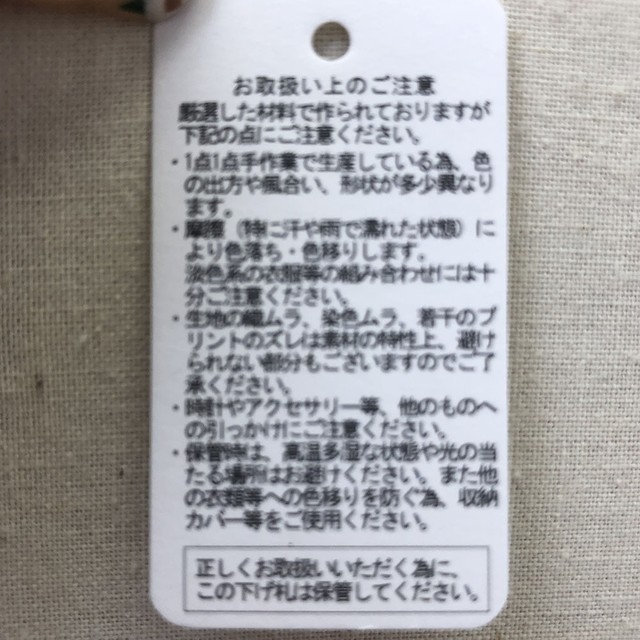 お取扱い上のご注意
厳選した材料で作られておりますが
下記の点にご注意ください。
・1点1点手作業で生産している為、色
の出方や風合い、形状が多少異なり
ます。
・摩擦（特に汗や雨で濡れた状態）に
より色落ち・色移りします。
淡色系の衣服等の組み合わせには十
分ご注意ください。
・生地の織ムラ、染色ムラ、若干のプ
リントのズレは素材の特性上、避け
られない部分もございますのでご了
承ください。
・時計やアクセサリー等、他のものへ
の引っかけにご注意ください。
・保管時は、高温多湿な状態や光の当
たる場所はお避けください。また他
の衣類等への色移りを防ぐ為、収納
カバー等をご使用ください。
正しくお取扱いいただく為に、
この下げ札は保管してください。